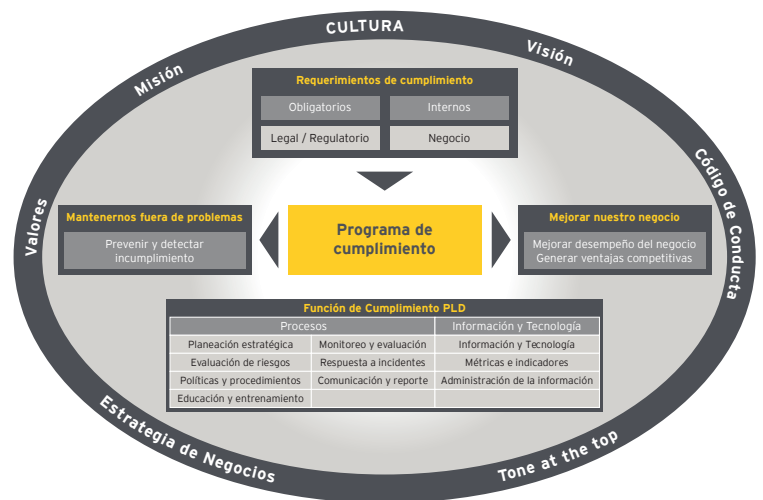 CULTURA
Misión
Visión
Valores
Código de Conducta
Requerimientos de cumplimiento
Obligatorios
Internos
Legal / Regulatorio
Negocio
Mantenernos fuera de problemas
Prevenir y detectar
incumplimiento
Programa de
cumplimiento
Mejorar nuestro negocio
Mejorar desempeño del negocio
Generar ventajas competitivas
Función de Cumplimiento PLD
Procesos
Información y Tecnología
Planeación estratégica
Monitoreo y evaluación
Información y Tecnología
Evaluación de riesgos
Respuesta a incidentes
Métricas e indicadores
Políticas y procedimientos
Comunicación y reporte
Administración de la información
Educación y entrenamiento
Estrategia de Negocios
Tone at the top